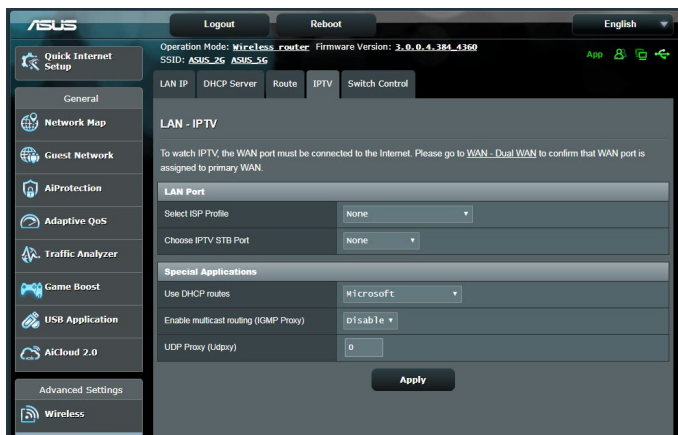 ASUS
Logout
Reboot
English
Operation Mode: Wireless router Firmware Version: 3.0.0.4.384_4360
SSID: ASUS_2G ASUS_5G
App
Quick Internet
Setup
General
Network Map
Guest Network
AiProtection
Adaptive QoS
Traffic Analyzer
Game Boost
USB Application
AiCloud 2.0
Advanced Settings
Wireless
LAN IP DHCP Server Route IPTV Switch Control
LAN - IPTV
To watch IPTV, the WAN port must be connected to the Internet. Please go to WAN - Dual WAN to confirm that WAN port is
assigned to primary WAN.
LAN Port
Select ISP Profile None
Choose IPTV STB Port None
Special Applications
Use DHCP routes Microsoft
Enable multicast routing (IGMP Proxy) Disable
UDP Proxy (Udpxy) 0
Apply